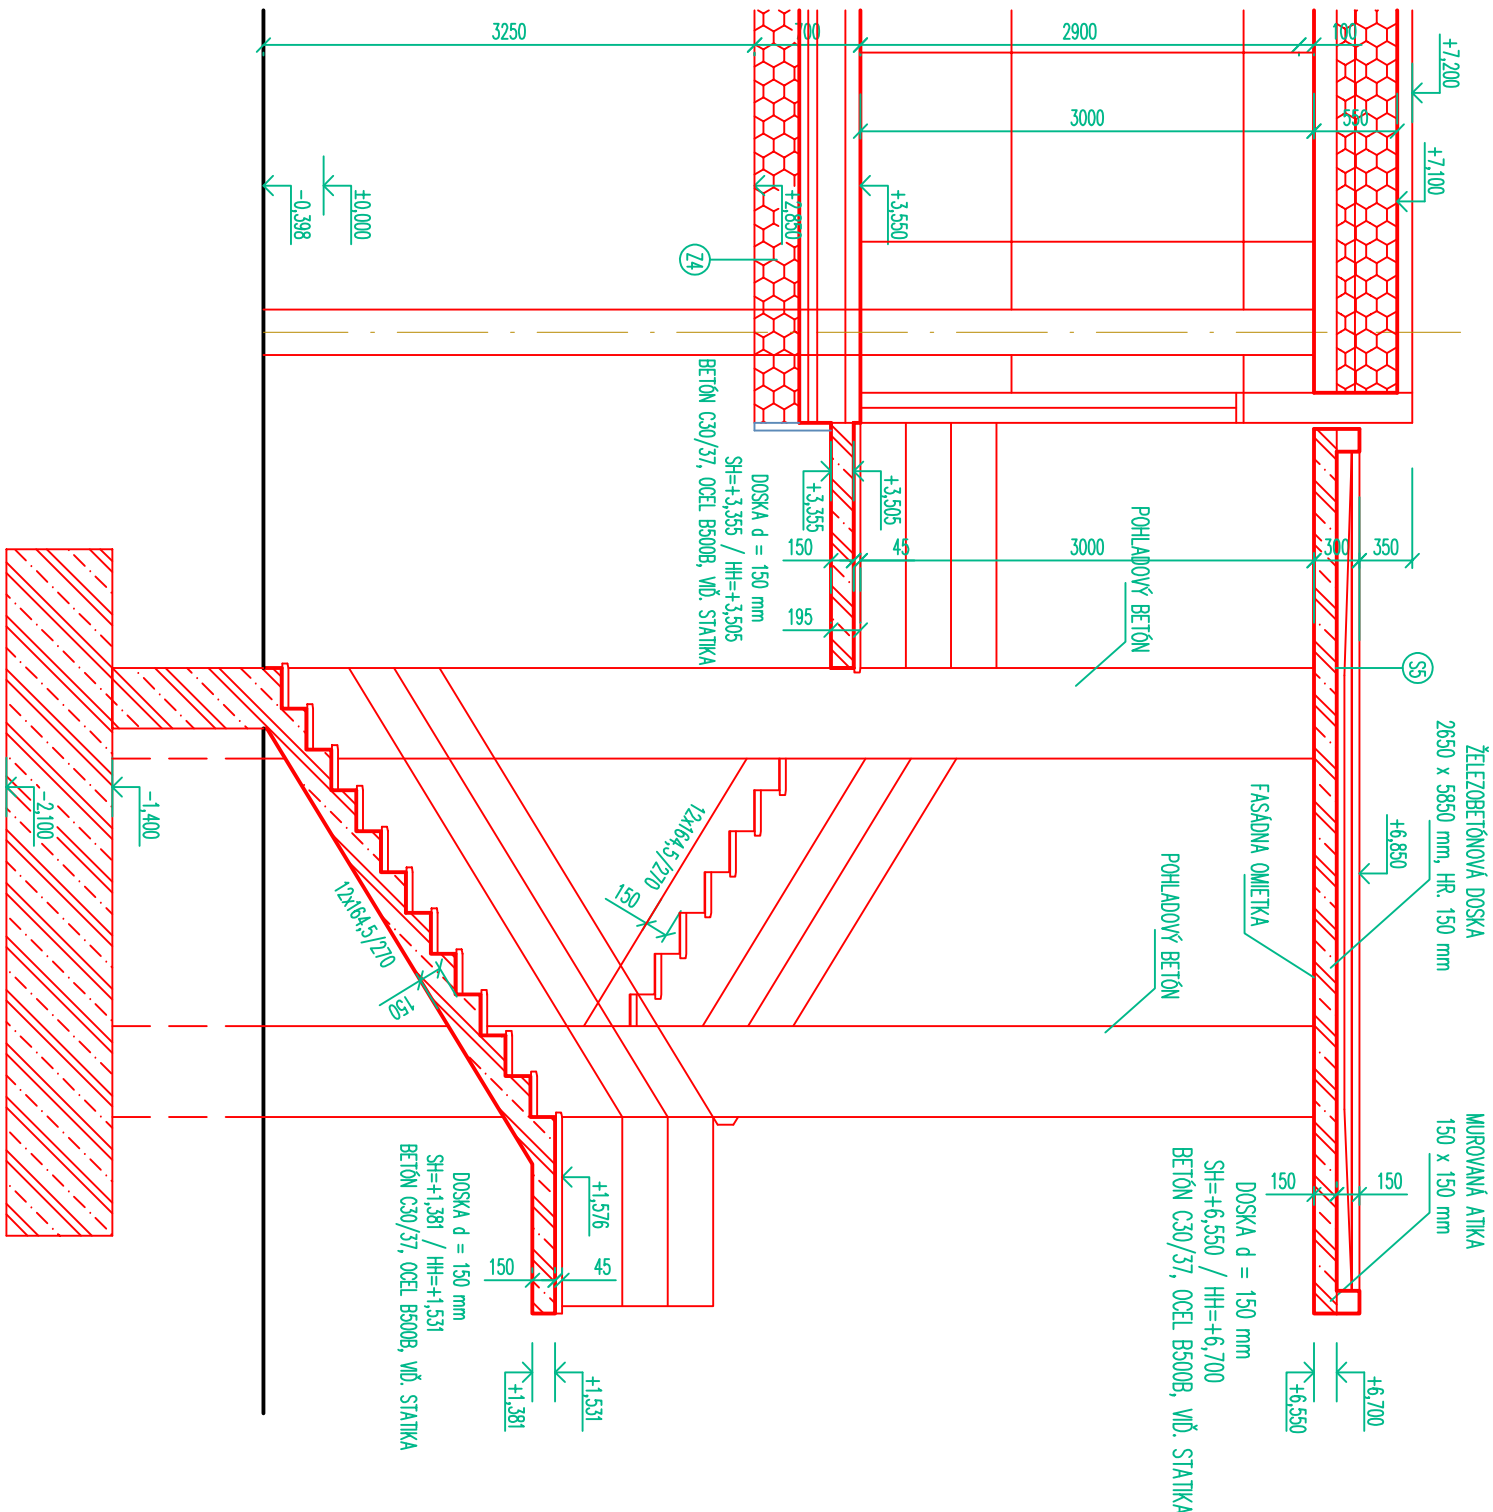 3250
700
2900
100
+7,200
3000
550
+7,100
-0,398
±0,000
+2,850
+3,550
Z4
BETÓN C30/37, OCEL B500B, VIĎ. STATIKA
SH=+3,355 / HH=+3,505
DOSKA d = 150 mm
+3,355
+3,505
150
45
3000
300
350
195
POHLADOVÝ BETÓN
S5
ŽELEZOBETÓNOVÁ DOSKA
2650 x 5850 mm, HR. 150 mm
+6,850
FASÁDNA OMIETKA
POHLADOVÝ BETÓN
-2,100
-1,400
12x164,5/270
150
12x164,5/270
150
MUROVANÁ ATIKA
150 x 150 mm
150
150
DOSKA d = 150 mm
SH=+6,550 / HH=+6,700
BETÓN C30/37, OCEL B500B, VIĎ. STATIKA
+1,576
DOSKA d = 150 mm
SH=+1,381 / HH=+1,531
BETÓN C30/37, OCEL B500B, VIĎ. STATIKA
150
45
+1,381
+1,531
+6,550
+6,700